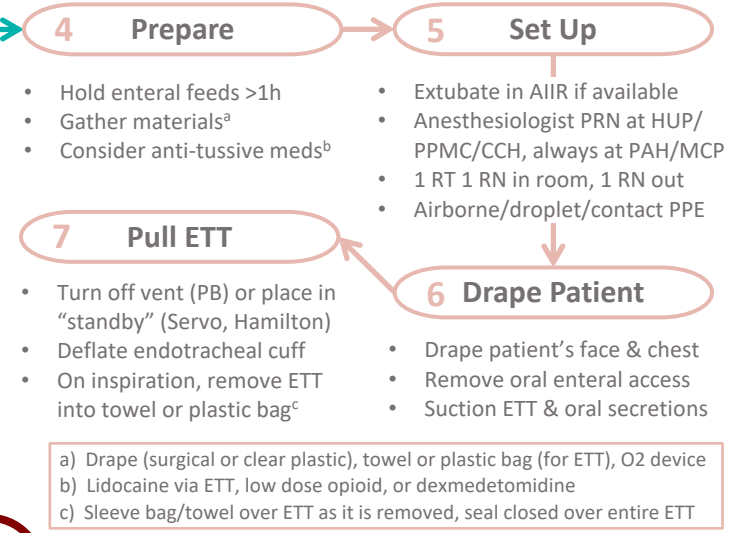 4 Prepare
• Hold enteral feeds >1h
• Gather materialsᵃ
• Consider anti-tussive medsᵇ
5 Set Up
• Extubate in AIIR if available
• Anesthesiologist PRN at HUP/
PPMC/CCH, always at PAH/MCP
• 1 RT 1 RN in room, 1 RN out
• Airborne/droplet/contact PPE
6 Drape Patient
• Drape patient’s face & chest
• Remove oral enteral access
• Suction ETT & oral secretions
7 Pull ETT
• Turn off vent (PB) or place in
“standby” (Servo, Hamilton)
• Deflate endotracheal cuff
• On inspiration, remove ETT
into towel or plastic bagᶜ
a) Drape (surgical or clear plastic), towel or plastic bag (for ETT), O2 device
b) Lidocaine via ETT, low dose opioid, or dexmedetomidine
c) Sleeve bag/towel over ETT as it is removed, seal closed over entire ETT